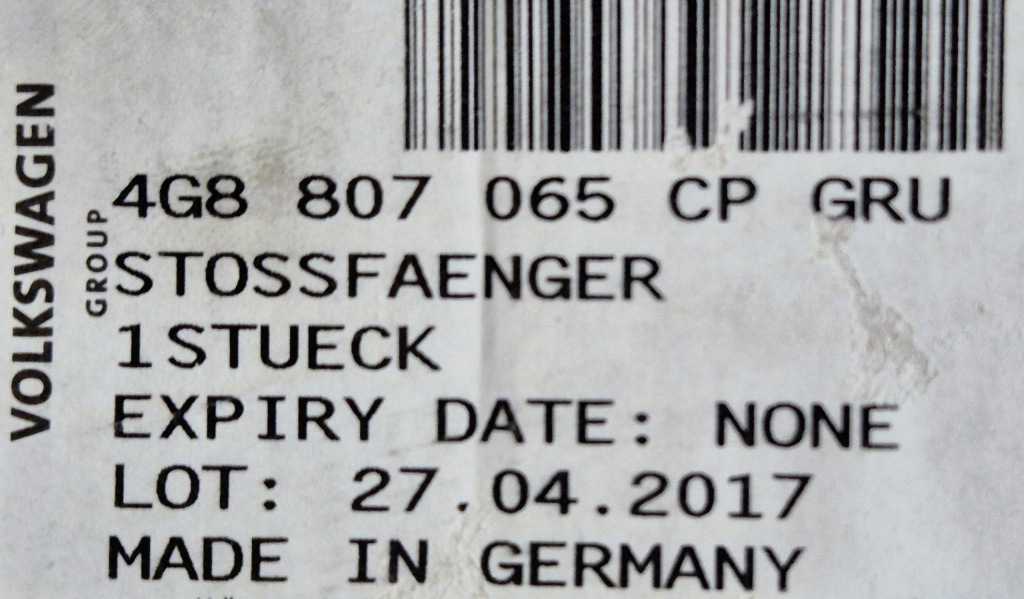 VOLKSWAGEN
GROUP
4G8 807 065 CP GRU
STOSSFAENGER
1STUECK
EXPIRY DATE: NONE
LOT: 27.04.2017
MADE IN GERMANY